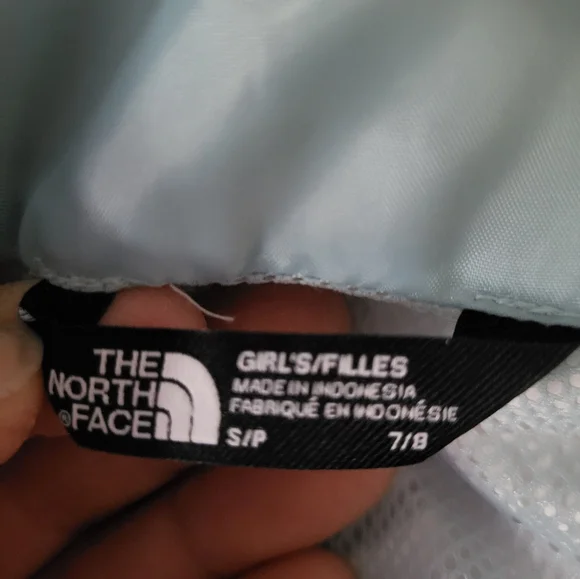 THE
NORTH
®FACE
GIRL'S/FILLES
MADE IN INDONESIA
FABRIQUÉ EN INDONÉSIE
S/P 7/8